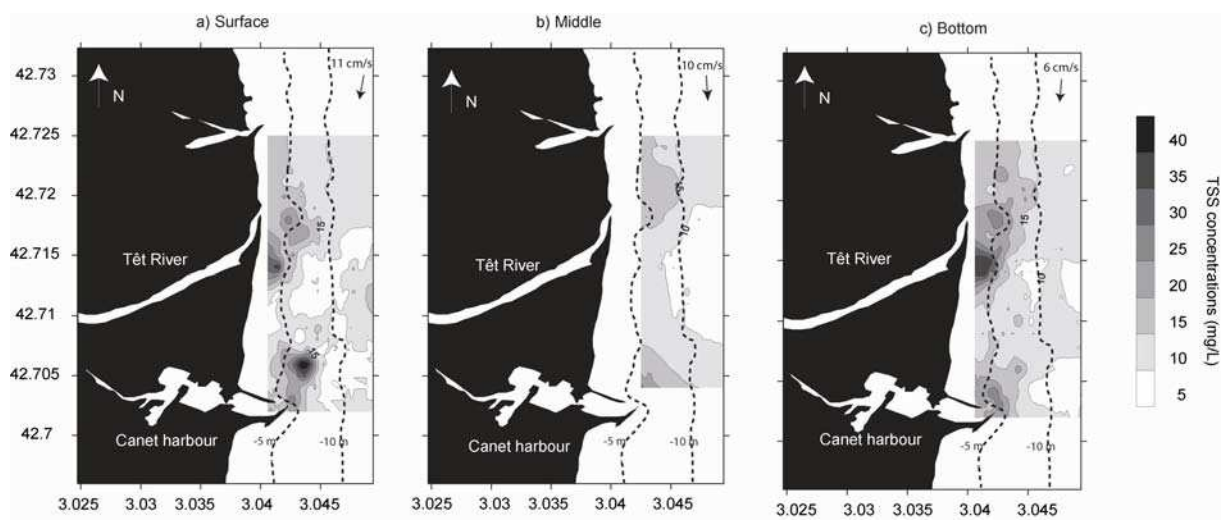 a) Surface
b) Middle
c) Bottom
42.73
42.725
42.72
42.715
42.71
42.705
42.7
11 cm/s
N
15
Têt River
15
Canet harbour
-5 m
-10 m
3.025
3.03
3.035
3.04
3.045
10 cm/s
N
15
10
Têt River
Canet harbour
-5 m
-10 m
3.025
3.03
3.035
3.04
3.045
6 cm/s
N
15
10
Têt River
Canet harbour
-5 m
-10 m
3.025
3.03
3.035
3.04
3.045
40
35
30
25
20
15
10
5
TSS concentrations (mg/L)